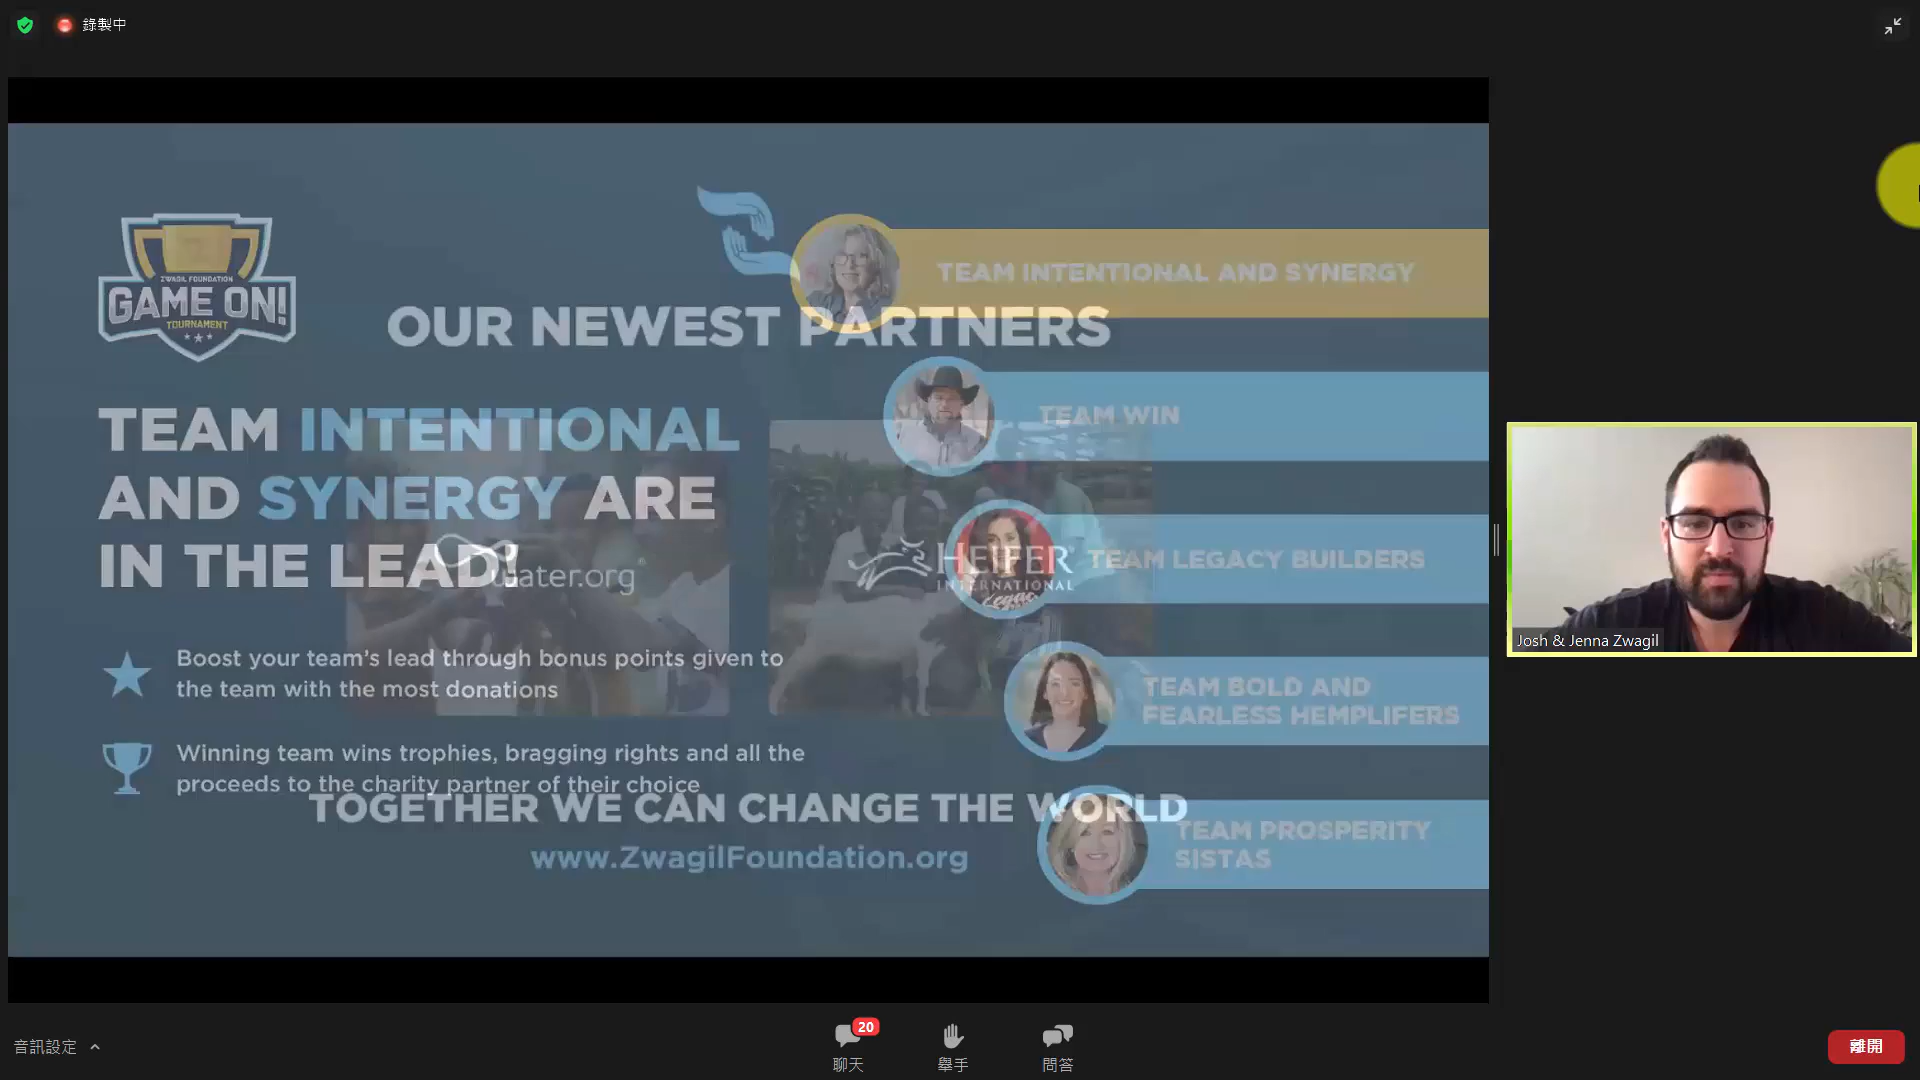 錄製中
ZWAGIL FOUNDATION
GAME ON!
TOURNAMENT
OUR NEWEST PARTNERS
TEAM INTENTIONAL
AND SYNERGY ARE
IN THE LEAD!
water.org
HEIFER
INTERNATIONAL
Boost your team's lead through bonus points given to
the team with the most donations
Winning team wins trophies, bragging rights and all the
proceeds to the charity partner of their choice
TOGETHER WE CAN CHANGE THE WORLD
www.ZwagilFoundation.org
TEAM INTENTIONAL AND SYNERGY
TEAM WIN
TEAM LEGACY BUILDERS
Legacy
TEAM BOLD AND
FEARLESS HEMPLIFERS
TEAM PROSPERITY
SISTAS
Josh & Jenna Zwagil
音訊設定
20
聊天
舉手
問答
離開